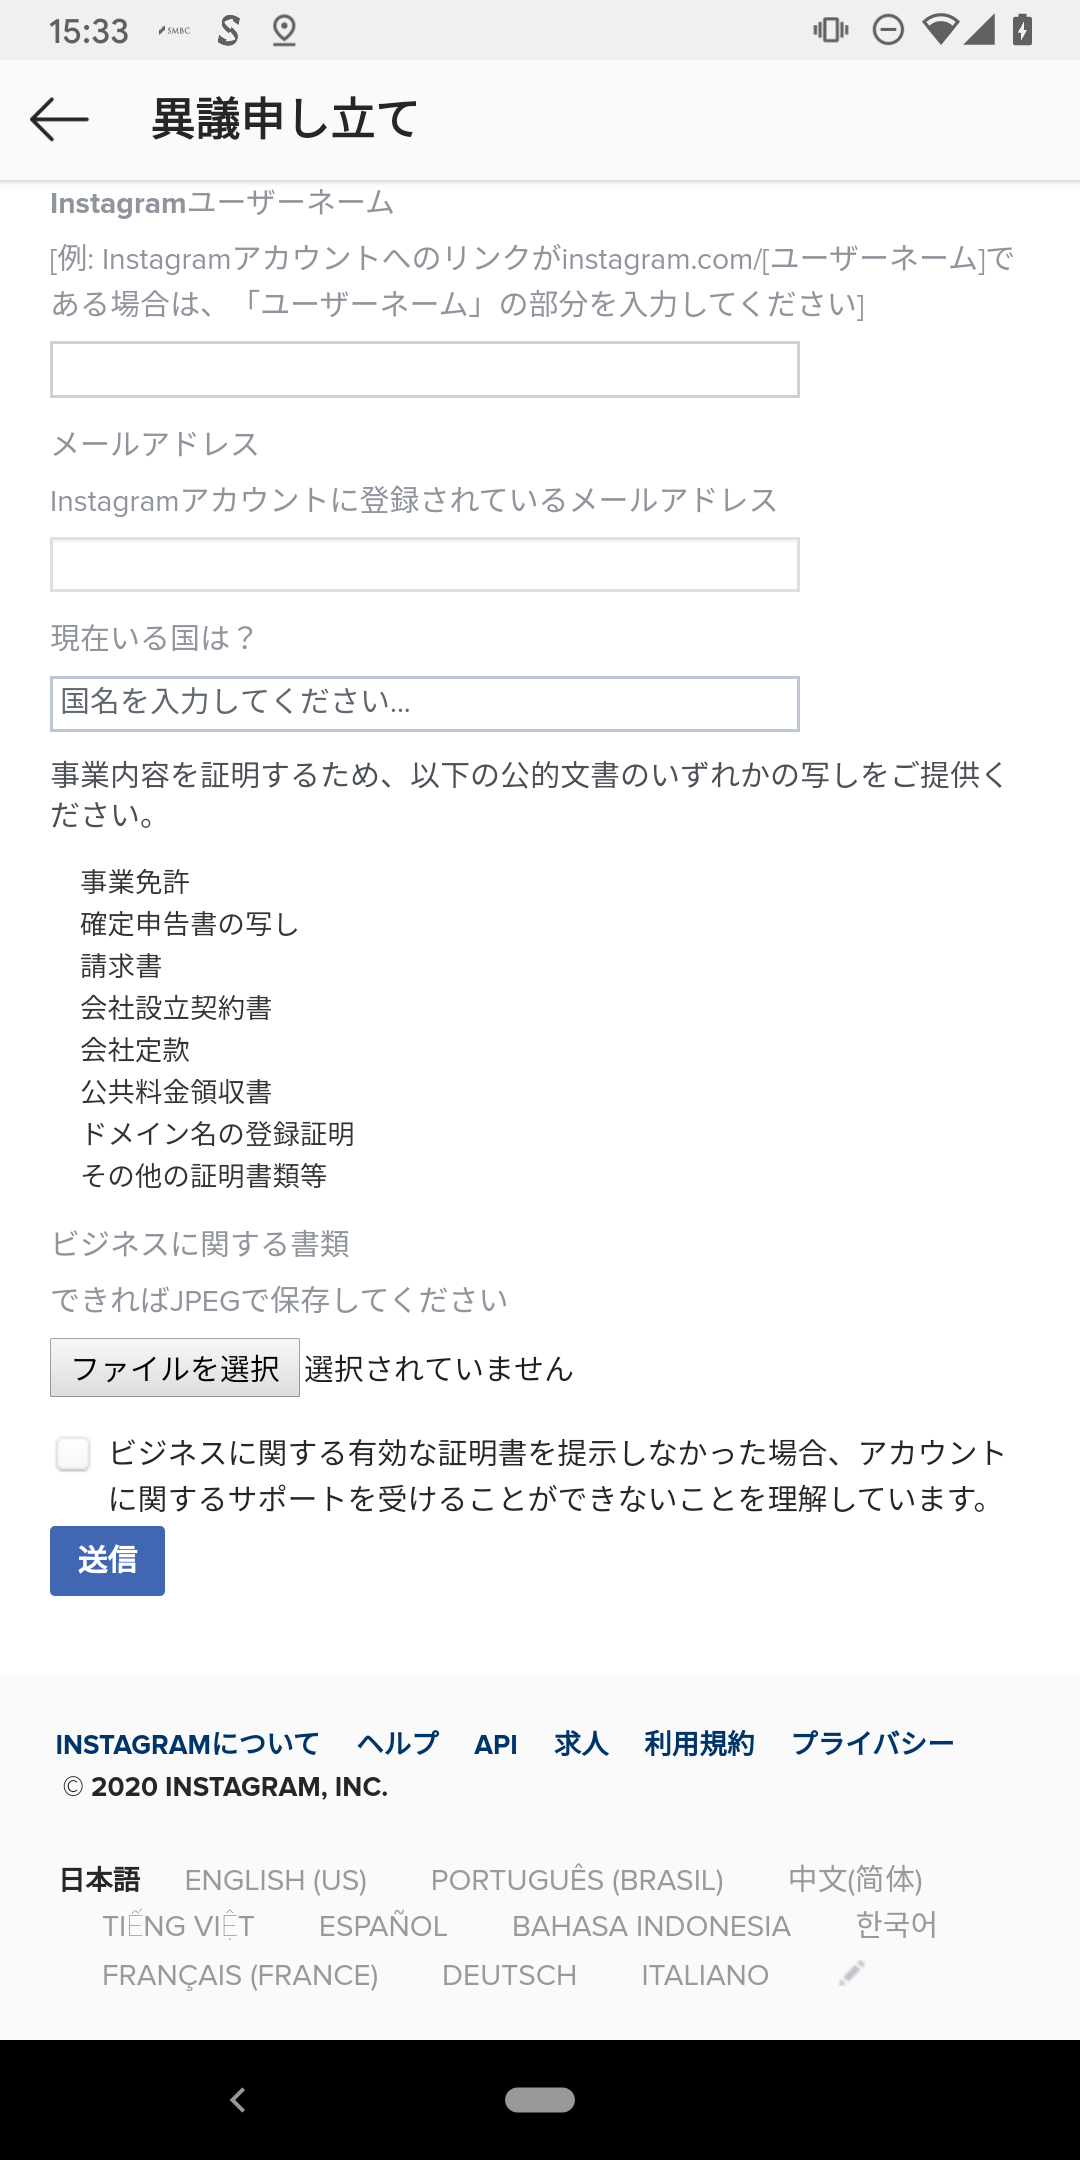 15:33 SMBC
異議申し立て
Instagramユーザーネーム
[例: Instagramアカウントへのリンクがinstagram.com/[ユーザーネーム]で
ある場合は、「ユーザーネーム」の部分を入力してください]
メールアドレス
Instagramアカウントに登録されているメールアドレス
現在いる国は？
国名を入力してください...
事業内容を証明するため、以下の公的文書のいずれかの写しをご提供く
ださい。
事業免許
確定申告書の写し
請求書
会社設立契約書
会社定款
公共料金領収書
ドメイン名の登録証明
その他の証明書類等
ビジネスに関する書類
できればJPEGで保存してください
ファイルを選択 選択されていません
ビジネスに関する有効な証明書を提示しなかった場合、アカウント
に関するサポートを受けることができないことを理解しています。
送信
INSTAGRAMについて ヘルプ API 求人 利用規約 プライバシー
© 2020 INSTAGRAM, INC.
日本語 ENGLISH (US) PORTUGUÊS (BRASIL) 中文(简体)
TIẾNG VIỆT ESPAÑOL BAHASA INDONESIA 한국어
FRANÇAIS (FRANCE) DEUTSCH ITALIANO